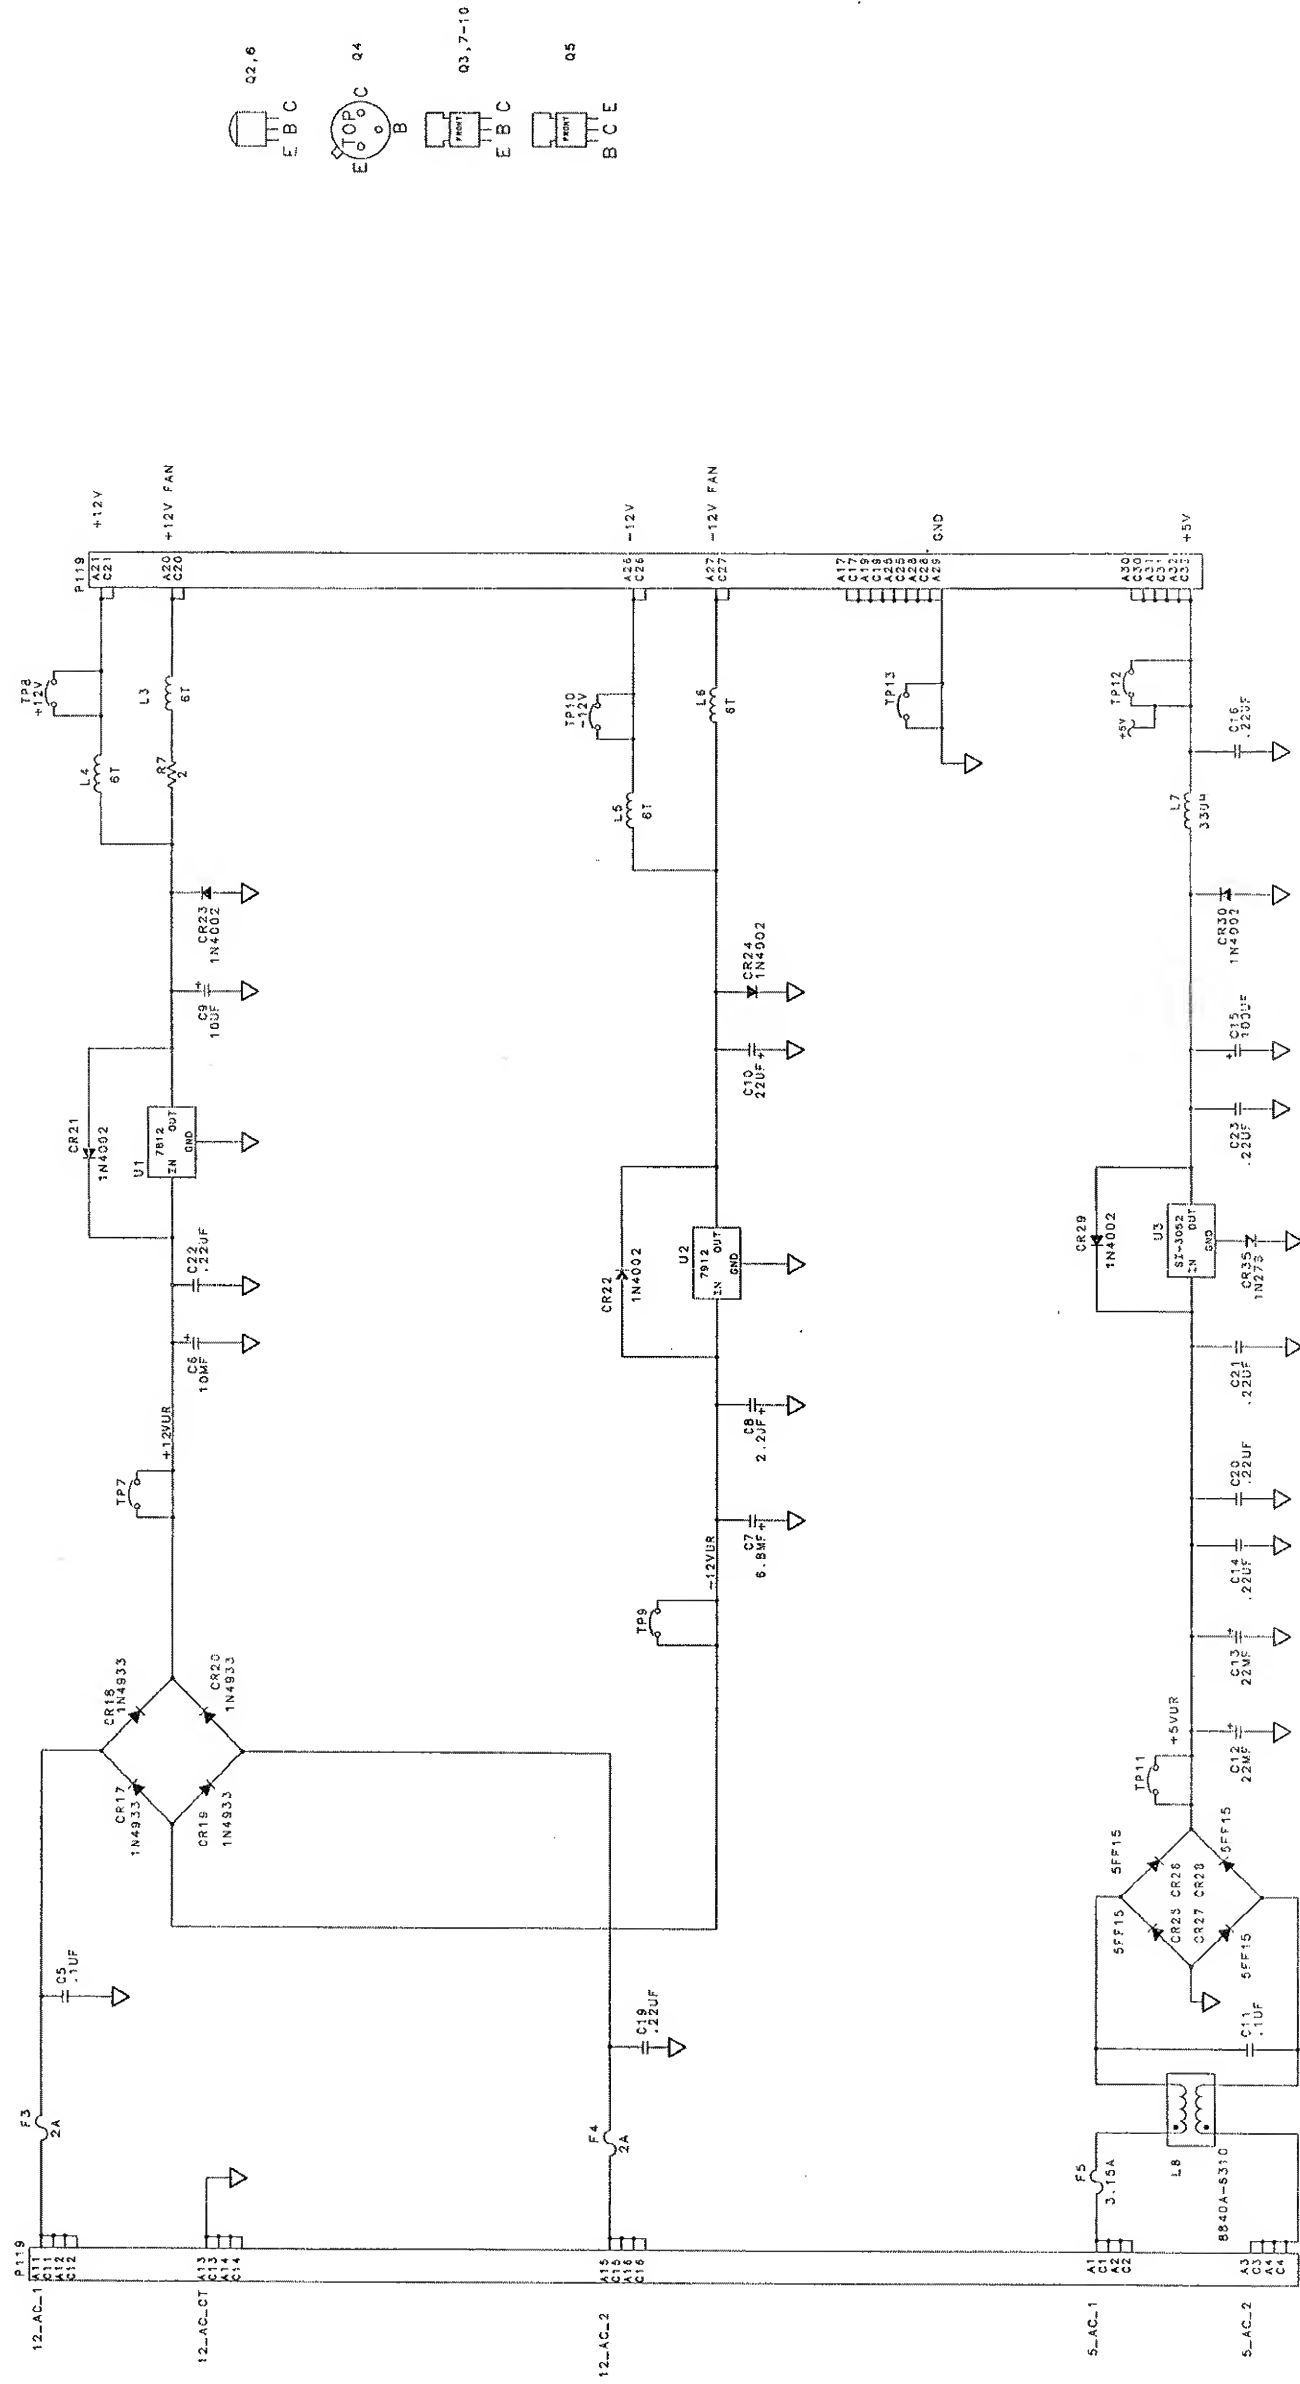 Q2,6
E B C
Q4
TOP
E
C
B
Q3,7-10
FRONT
E B C
Q5
FRONT
B C E
P119
12_AC_1
A11
C11
A12
C12
F3
2A
C5
.1UF
12_AC_CT
A13
C13
A14
C14
12_AC_2
A15
C15
A16
C16
F4
2A
C19
.22UF
CR17
1N4933
CR18
1N4933
CR19
1N4933
CR20
1N4933
TP7
+12VUR
C6
10MF
C22
.22UF
U1
7812
IN
OUT
GND
CR21
1N4002
C9
10UF
CR23
1N4002
L4
6T
TP8
+12V
R7
2
L3
6T
P119
A21
C21
+12V
A20
C20
+12V FAN
TP9
-12VUR
C7
6.8MF
C8
2.2UF
CR22
1N4002
U2
7912
IN
OUT
GND
C10
22UF
CR24
1N4002
L5
6T
TP10
-12V
L6
6T
A26
C26
-12V
A27
C27
-12V FAN
TP13
A17
C17
A19
C19
A25
C25
A28
C28
A29
GND
5_AC_1
A1
C1
A2
C2
F5
3.15A
5_AC_2
A3
C3
A4
C4
L8
8840A-6310
C11
.1UF
5FF15
5FF15
CR25 CR26
CR27 CR28
5FF15
5FF15
TP11
+5VUR
C12
22MF
C13
22MF
C14
.22UF
C20
.22UF
C21
.22UF
CR29
1N4002
U3
SI-3052
IN
OUT
GND
CR35
1N273
C23
.22UF
C15
100UF
CR30
1N4002
L7
33UH
C16
.22UF
+5V
TP12
A30
C30
A31
C31
A32
C32
+5V